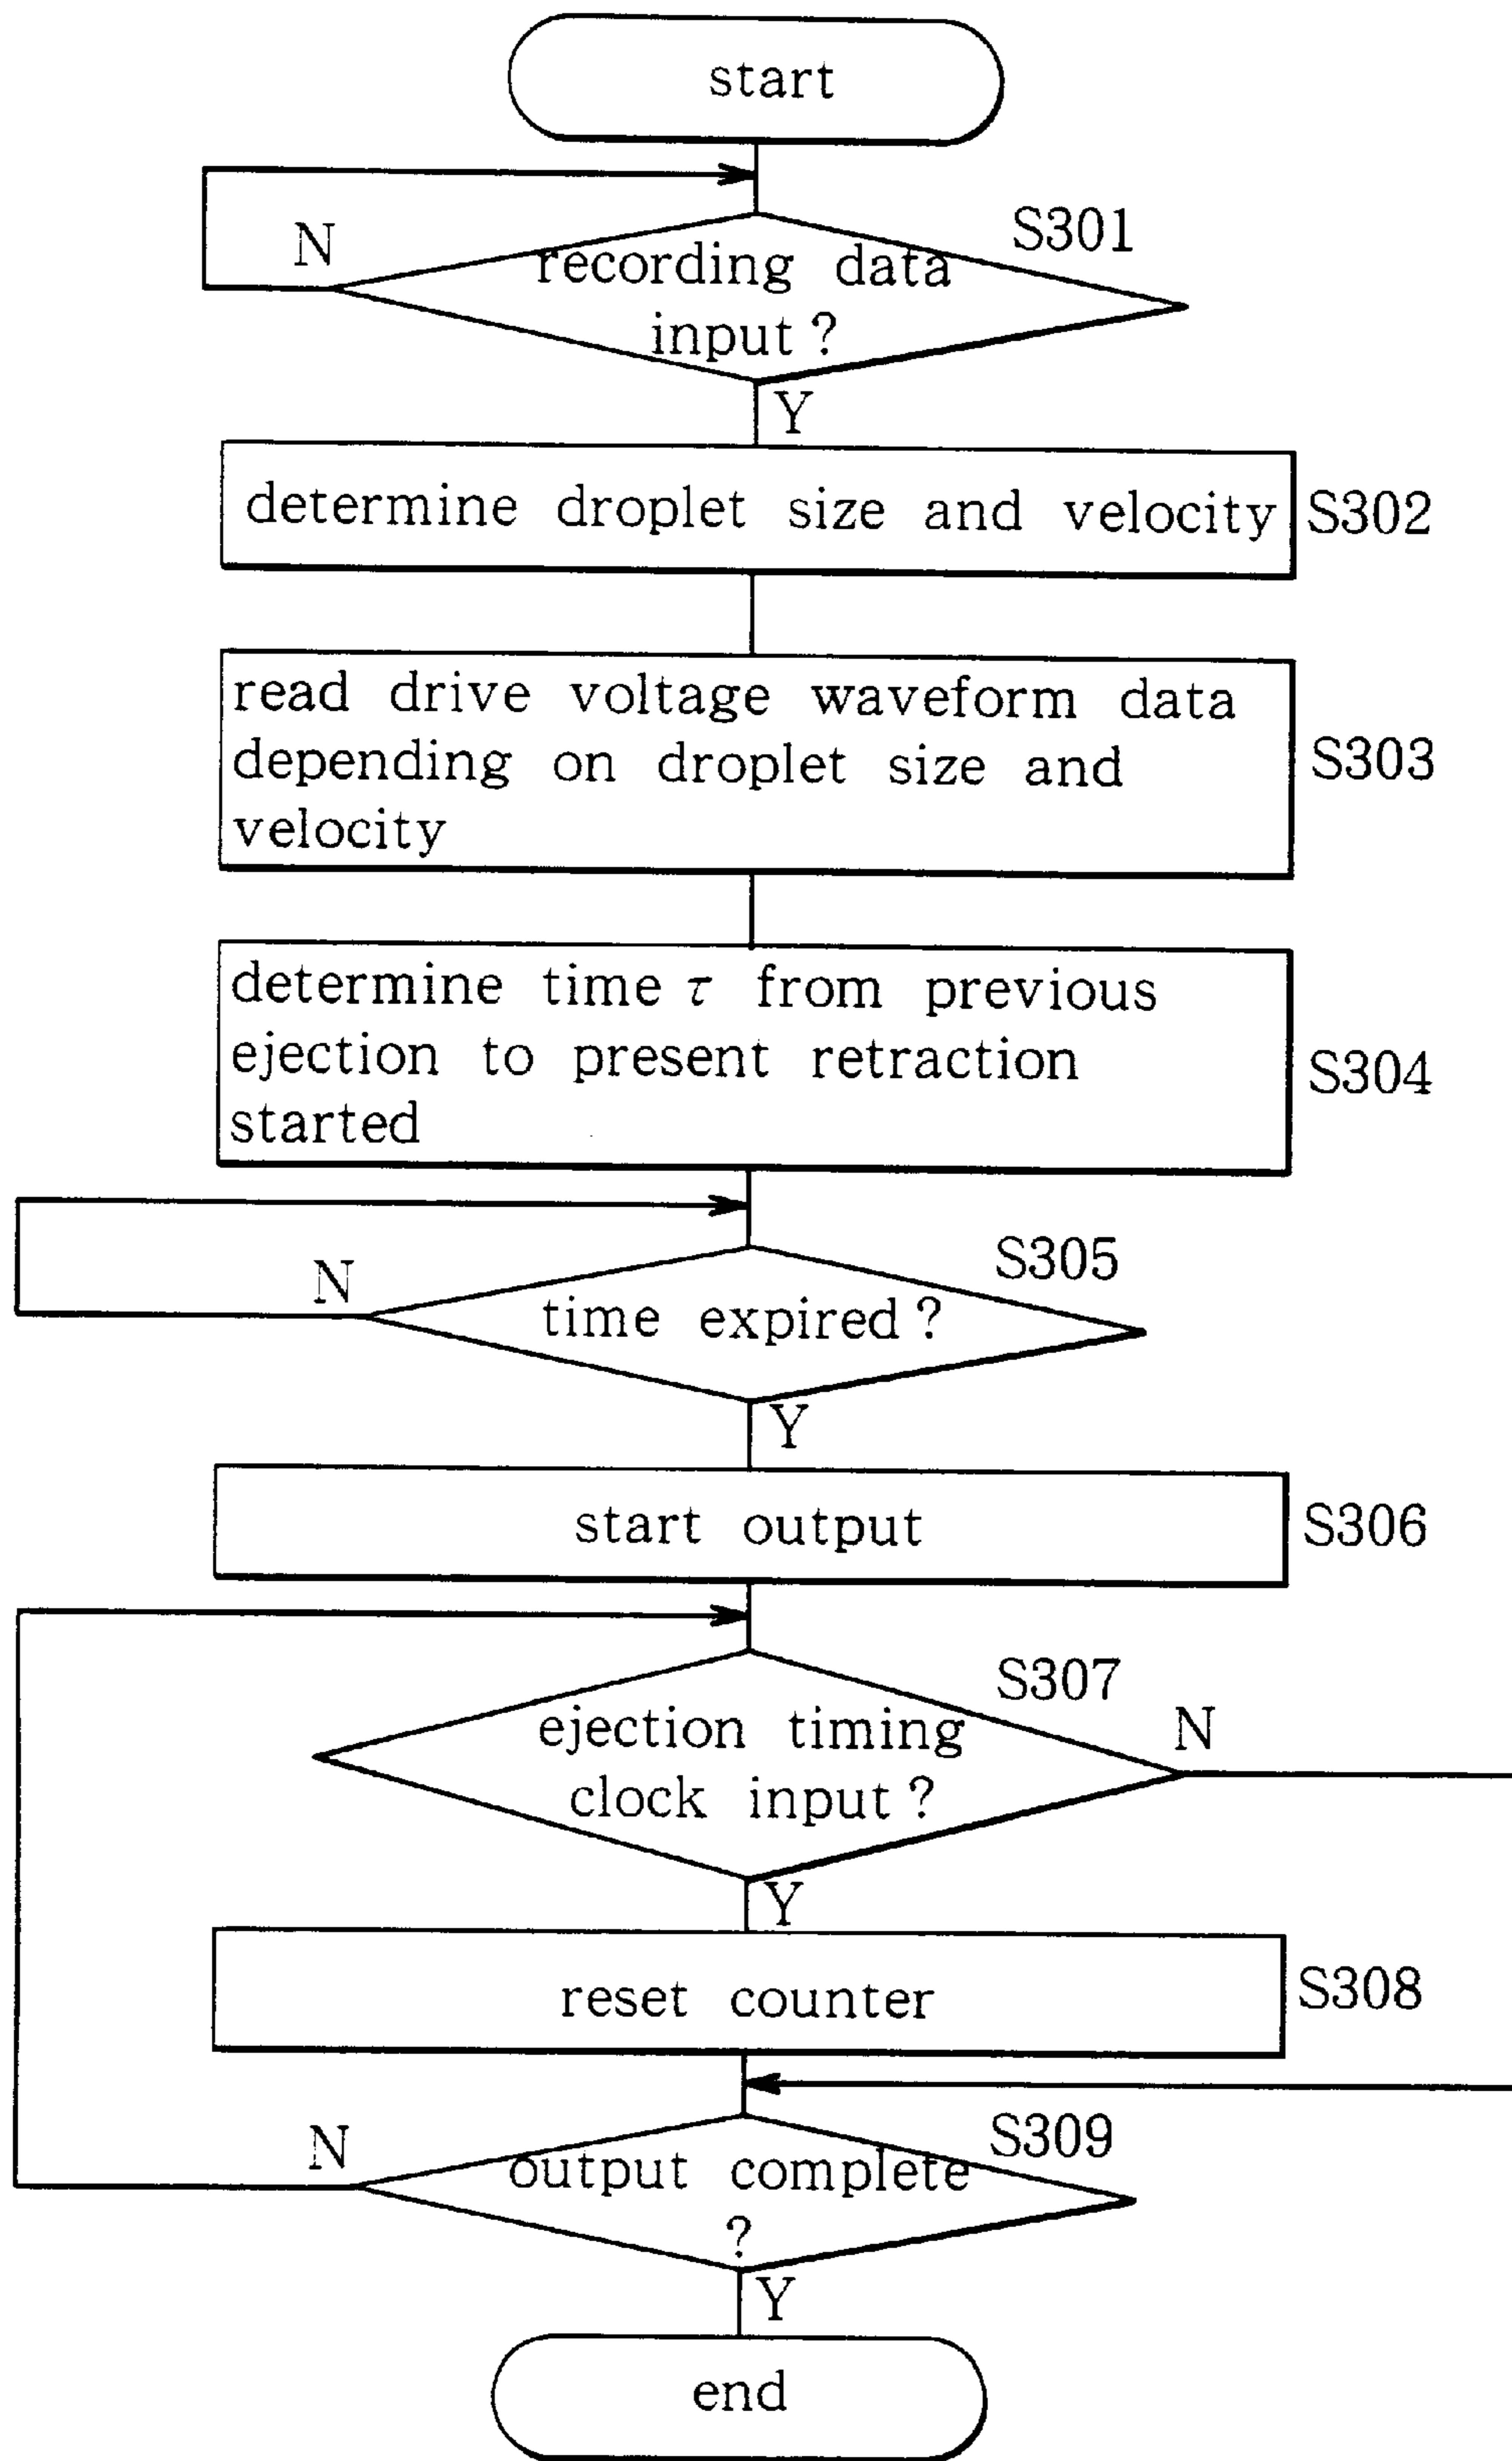 start
N
S301
recording data
input ?
Y
determine droplet size and velocity
S302
read drive voltage waveform data
depending on droplet size and
velocity
S303
determine time τ from previous
ejection to present retraction
started
S304
N
S305
time expired ?
Y
start output
S306
S307
N
ejection timing
clock input ?
Y
reset counter
S308
N
S309
output complete
?
Y
end